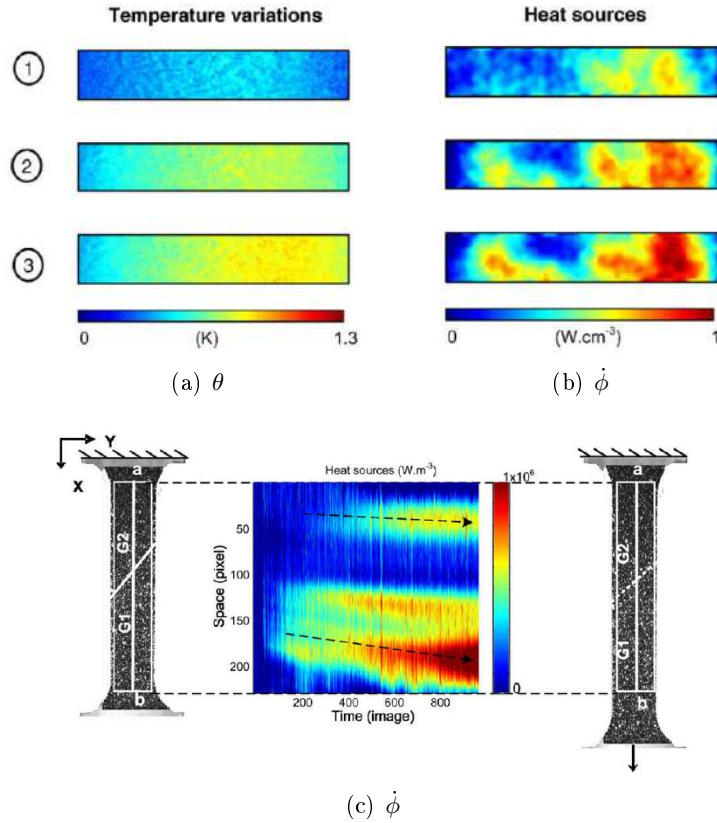 Temperature variations
Heat sources
1
2
3
0 (K) 1.3
0 (W.cm-3) 1
(a) θ
(b) ϕ̇
Y
X
a
G2
G1
b
Heat sources (W.m-3)
1x10⁶
0
Space (pixel)
50
100
150
200
200 400 600 800
Time (image)
a
G2
G1
b
(c) ϕ̇